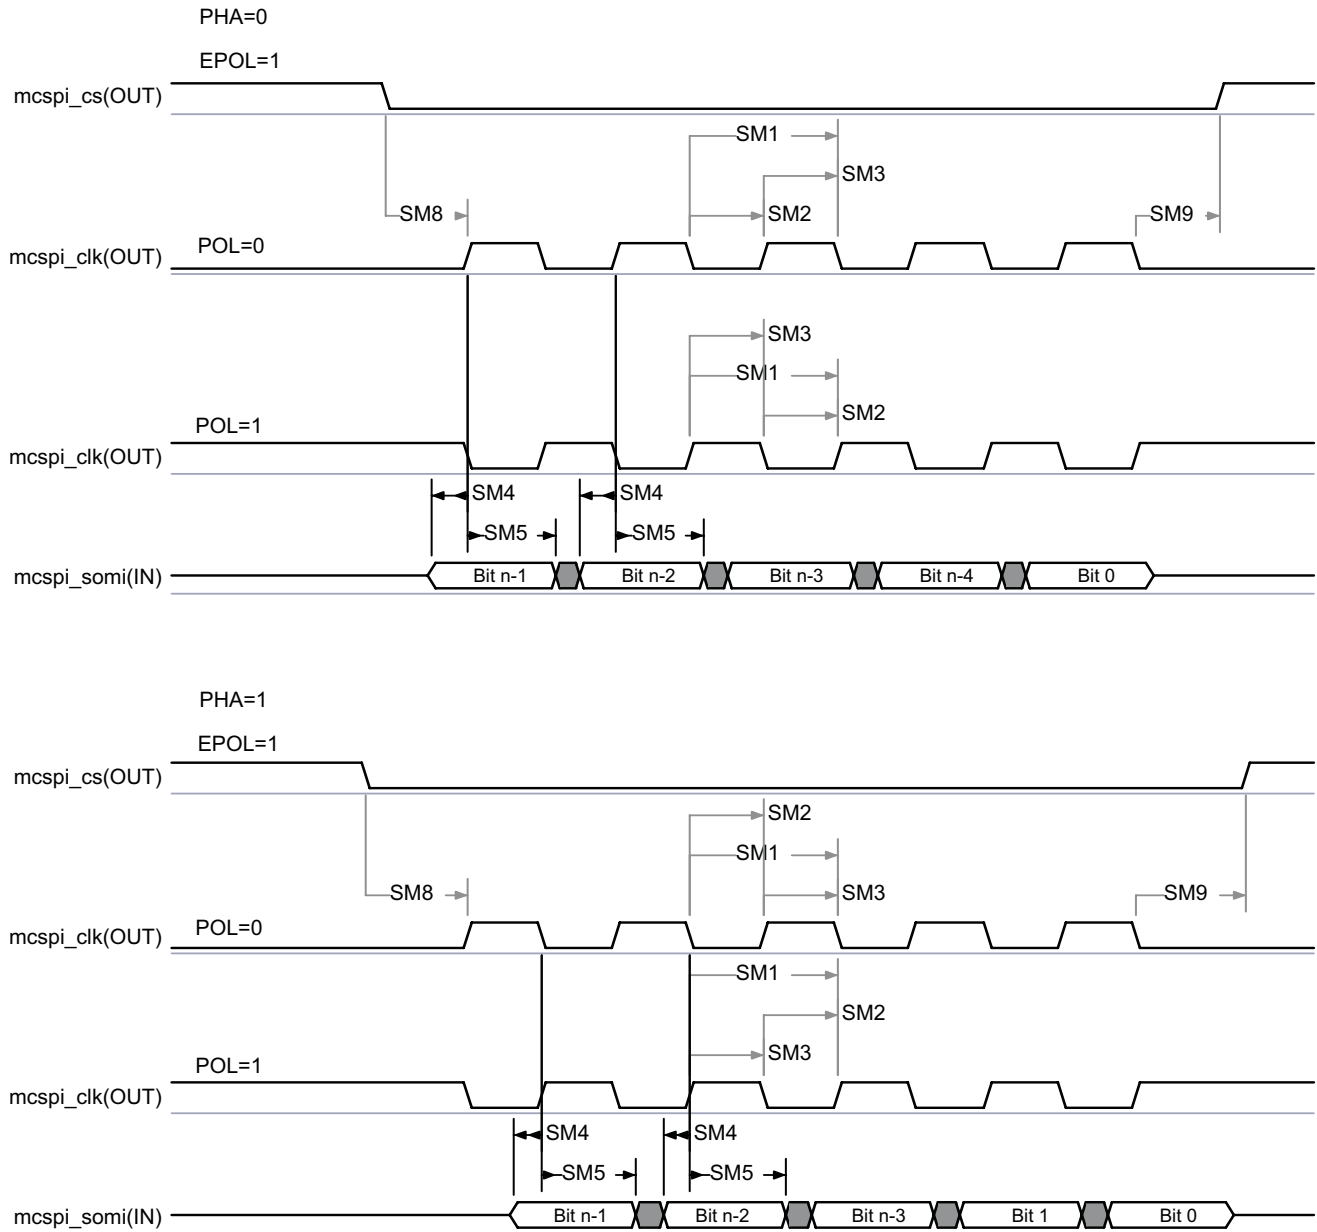 PHA=0
EPOL=1
mcspi_cs(OUT)
SM1
SM3
SM8
SM2
SM9
POL=0
mcspi_clk(OUT)
SM3
SM1
SM2
POL=1
mcspi_clk(OUT)
SM4
SM4
SM5
SM5
mcspi_somi(IN)
Bit n-1
Bit n-2
Bit n-3
Bit n-4
Bit 0
PHA=1
EPOL=1
mcspi_cs(OUT)
SM2
SM1
SM8
SM3
SM9
POL=0
mcspi_clk(OUT)
SM1
SM2
SM3
POL=1
mcspi_clk(OUT)
SM4
SM4
SM5
SM5
mcspi_somi(IN)
Bit n-1
Bit n-2
Bit n-3
Bit 1
Bit 0